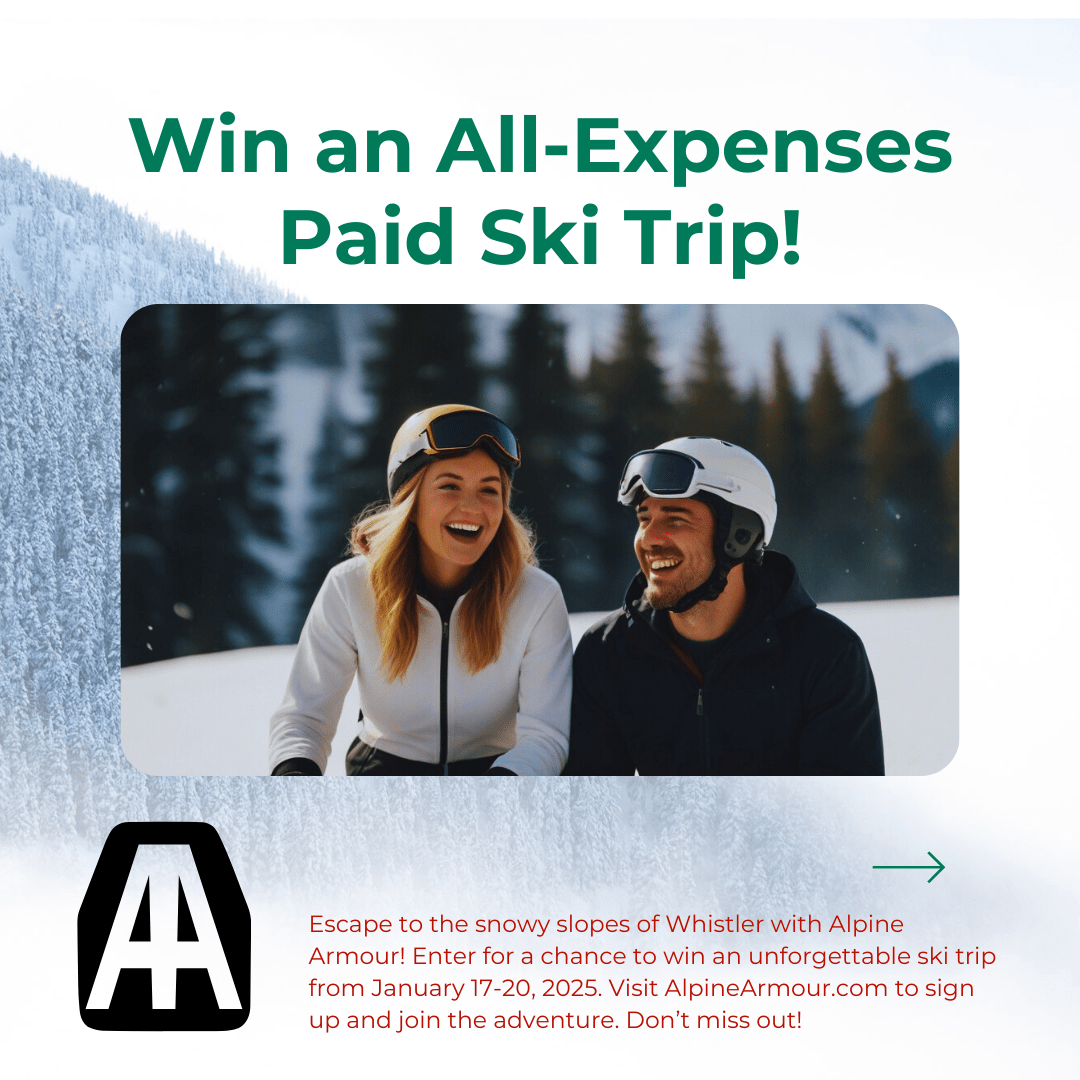 Win an All-Expenses
Paid Ski Trip!
Escape to the snowy slopes of Whistler with Alpine
Armour! Enter for a chance to win an unforgettable ski trip
from January 17-20, 2025. Visit AlpineArmour.com to sign
up and join the adventure. Don’t miss out!